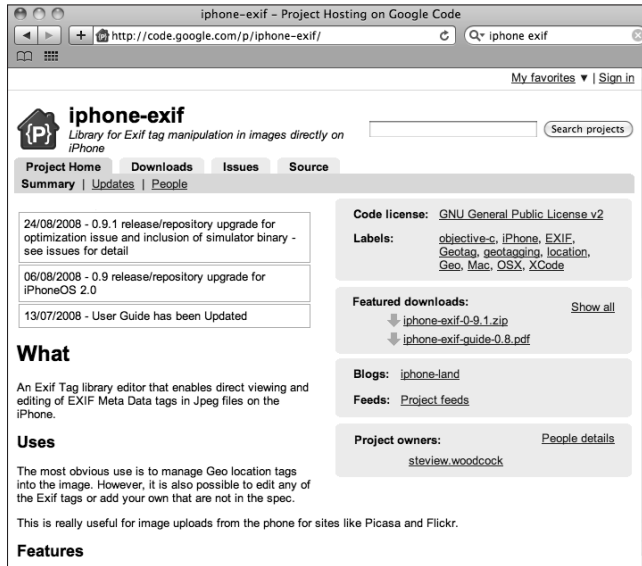 iphone-exif – Project Hosting on Google Code
http://code.google.com/p/iphone-exif/
iphone exif
My favorites ▼ | Sign in
{P}
iphone-exif
Library for Exif tag manipulation in images directly on
iPhone
Search projects
Project Home Downloads Issues Source
Summary | Updates | People
24/08/2008 - 0.9.1 release/repository upgrade for
optimization issue and inclusion of simulator binary -
see issues for detail
06/08/2008 - 0.9 release/repository upgrade for
iPhoneOS 2.0
13/07/2008 - User Guide has been Updated
What
An Exif Tag library editor that enables direct viewing and
editing of EXIF Meta Data tags in Jpeg files on the
iPhone.
Uses
The most obvious use is to manage Geo location tags
into the image. However, it is also possible to edit any of
the Exif tags or add your own that are not in the spec.
This is really useful for image uploads from the phone for sites like Picasa and Flickr.
Features
Code license: GNU General Public License v2
Labels: objective-c, iPhone, EXIF,
Geotag, geotagging, location,
Geo, Mac, OSX, XCode
Featured downloads: Show all
iphone-exif-0-9.1.zip
iphone-exif-guide-0.8.pdf
Blogs: iphone-land
Feeds: Project feeds
Project owners: People details
steview.woodcock